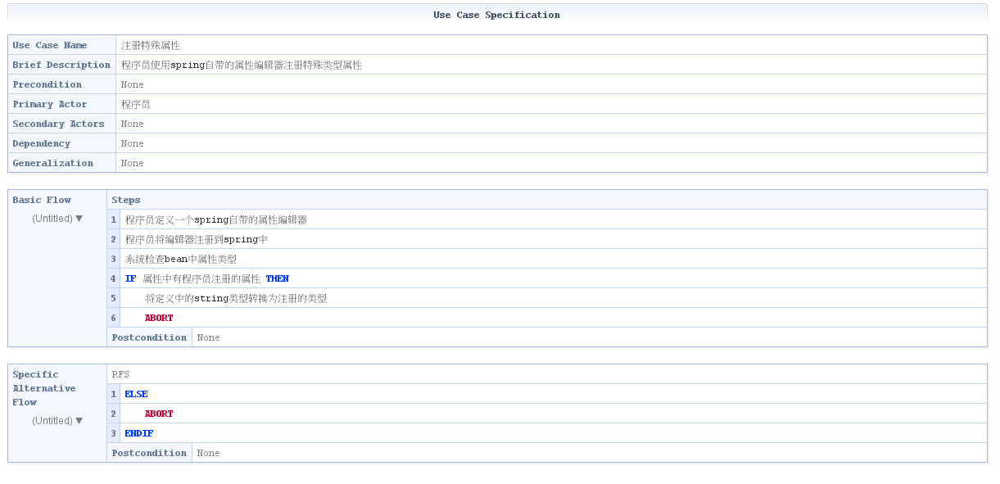 Use Case Specification
Use Case Name 注册特殊属性
Brief Description 程序员使用spring自带的属性编辑器注册特殊类型属性
Precondition None
Primary Actor 程序员
Secondary Actors None
Dependency None
Generalization None
Basic Flow Steps
(Untitled) ▼
1 程序员定义一个spring自带的属性编辑器
2 程序员将编辑器注册到spring中
3 系统检查bean中属性类型
4 IF 属性中有程序员注册的属性 THEN
5 将定义中的string类型转换为注册的类型
6 ABORT
Postcondition None
Specific Alternative Flow RFS
(Untitled) ▼
1 ELSE
2 ABORT
3 ENDIF
Postcondition None